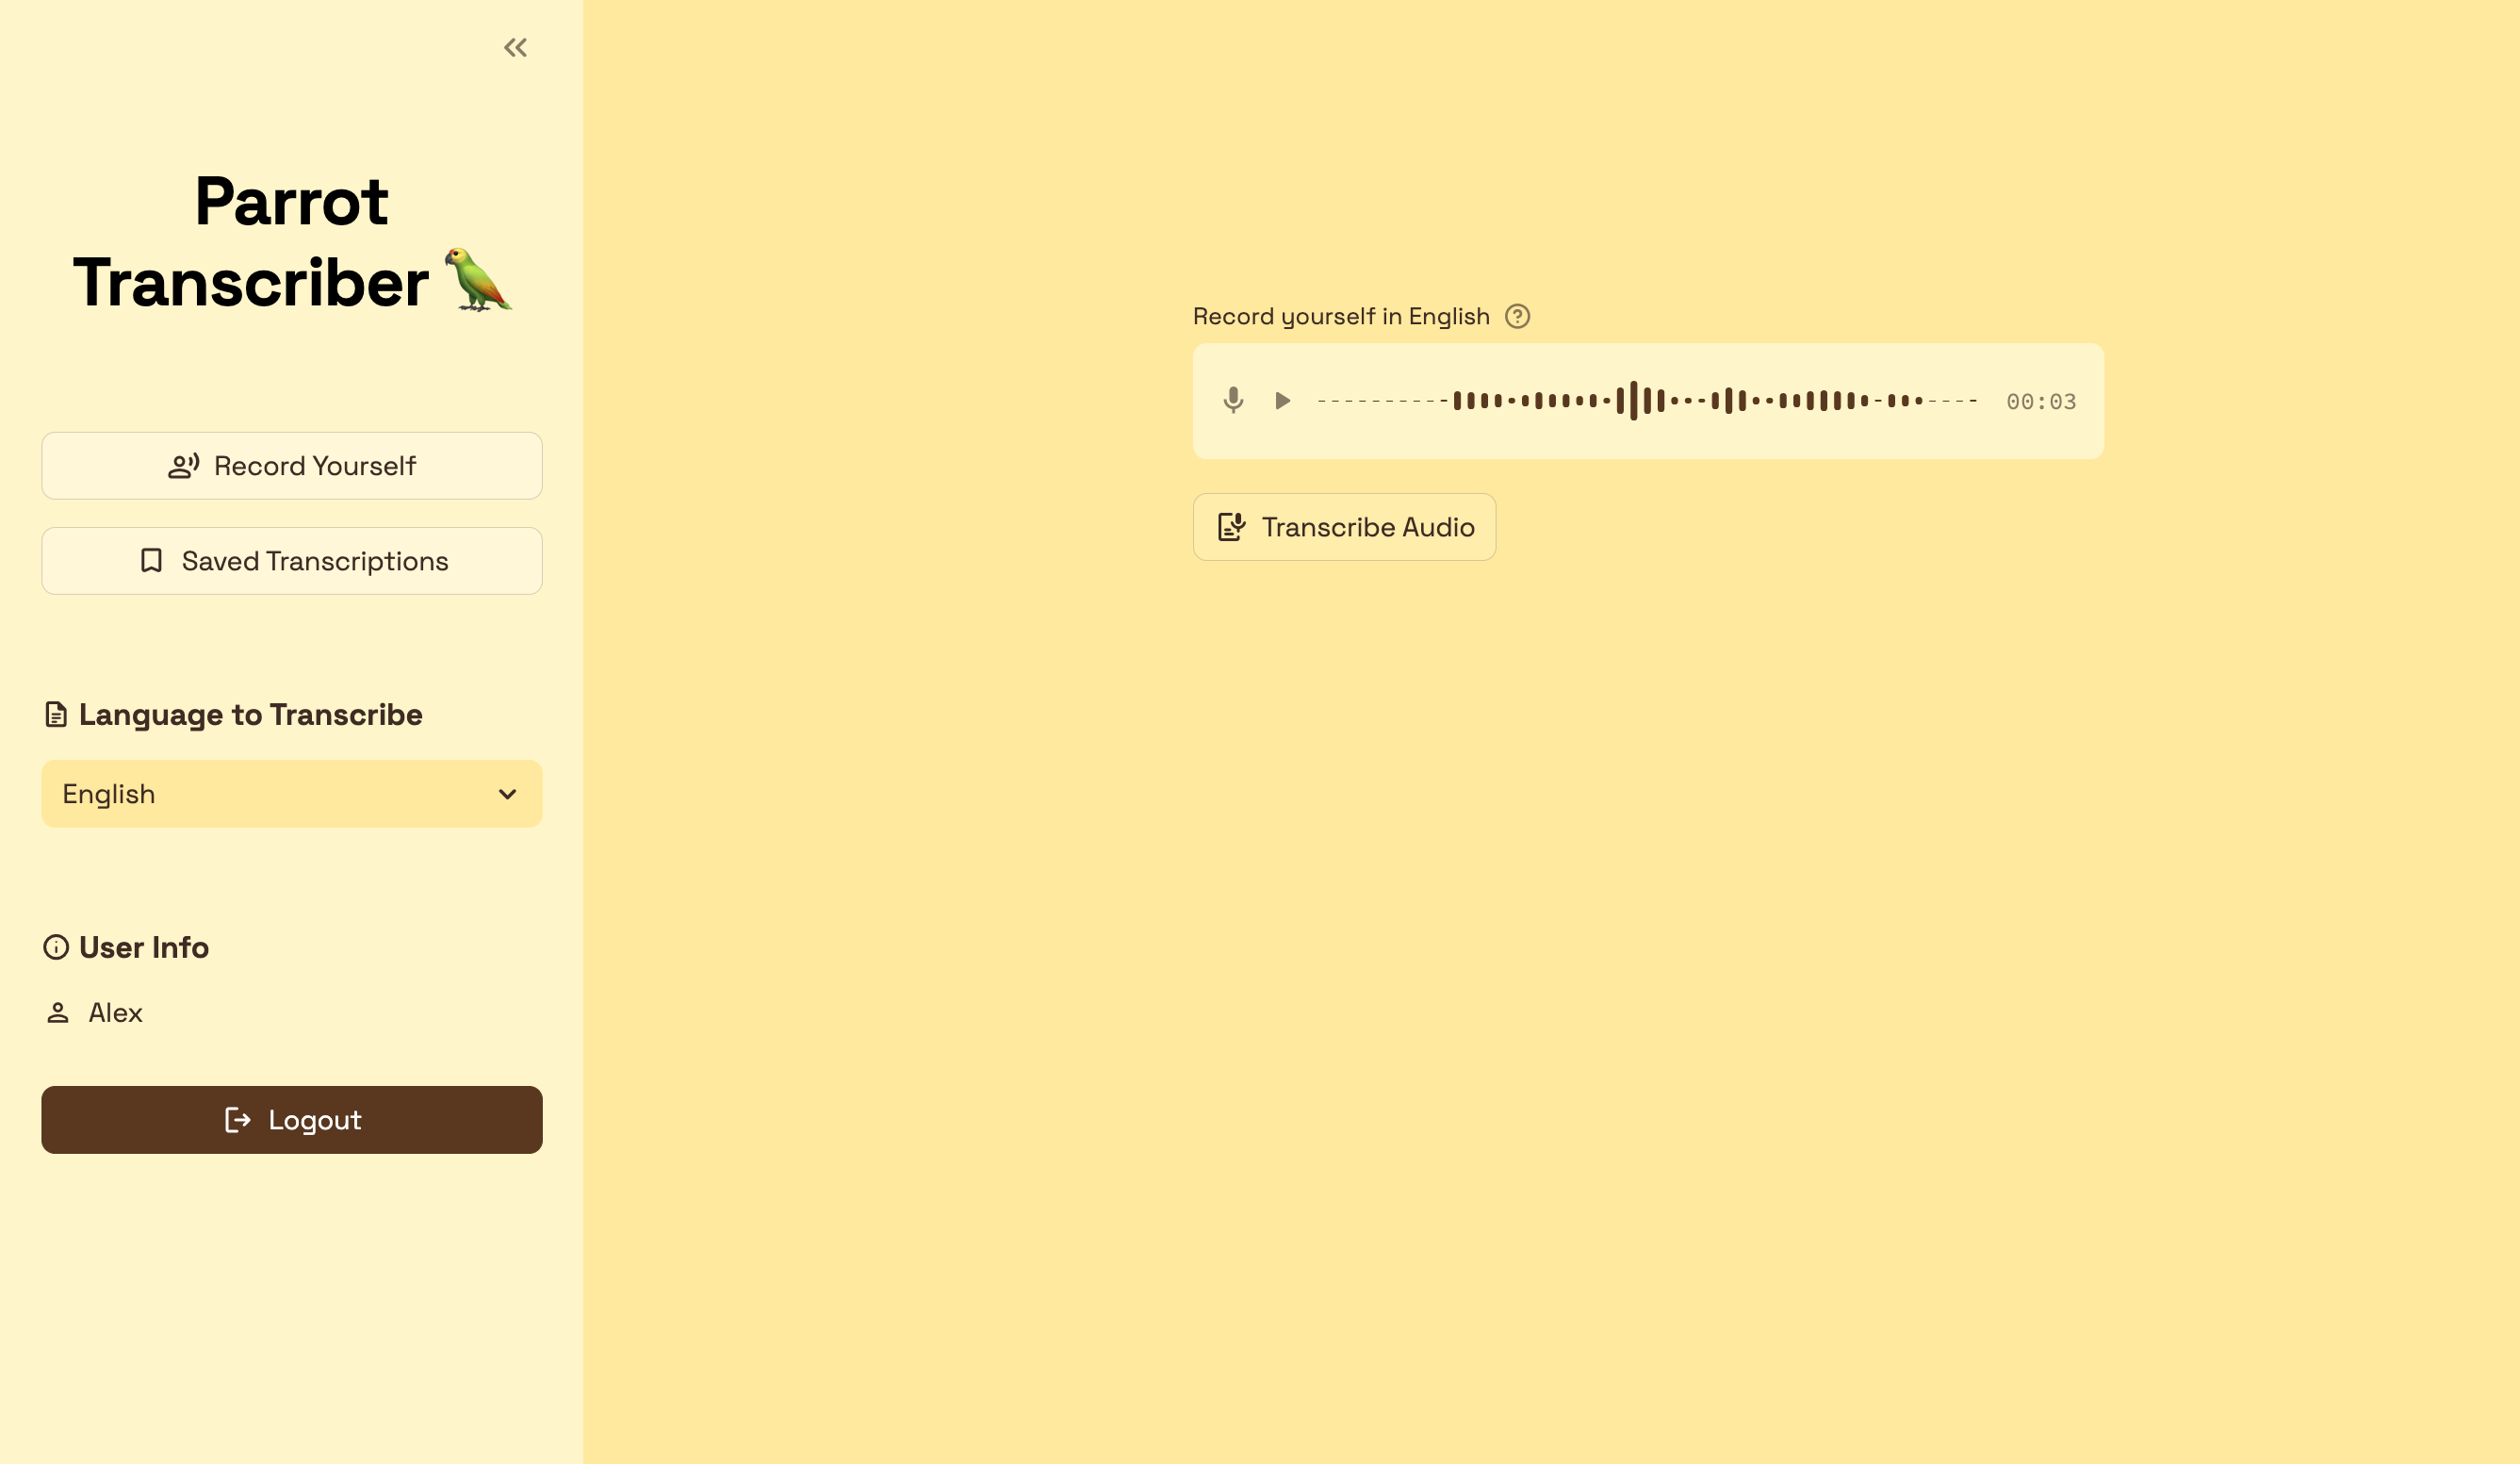 Parrot
Transcriber
Record Yourself
Saved Transcriptions
Language to Transcribe
English
User Info
Alex
Logout
Record yourself in English
00:03
Transcribe Audio